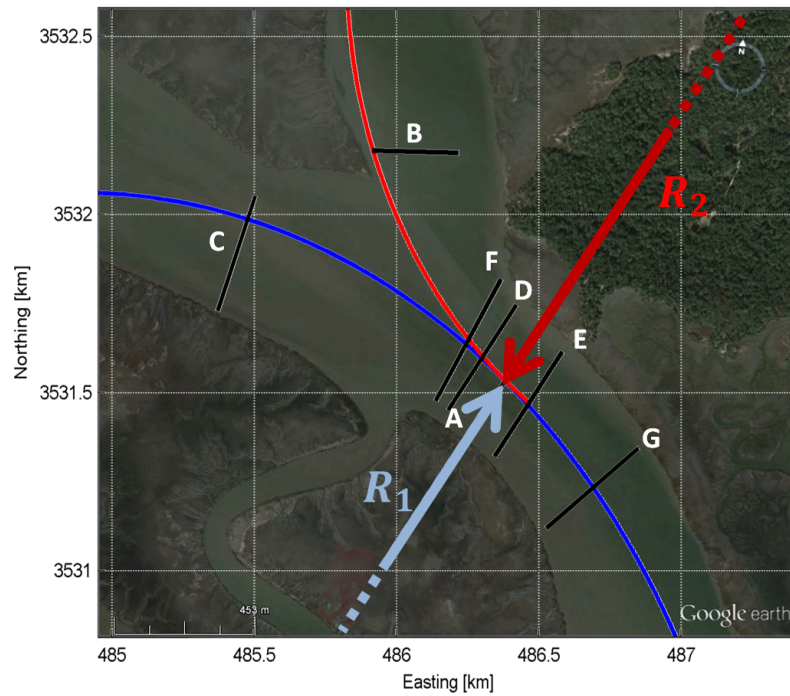 3532.5
N
B
R₂
3532
C
F
D
E
Northing [km]
3531.5
A
G
R₁
3531
453 m
Google earth
485
485.5
486
486.5
487
Easting [km]